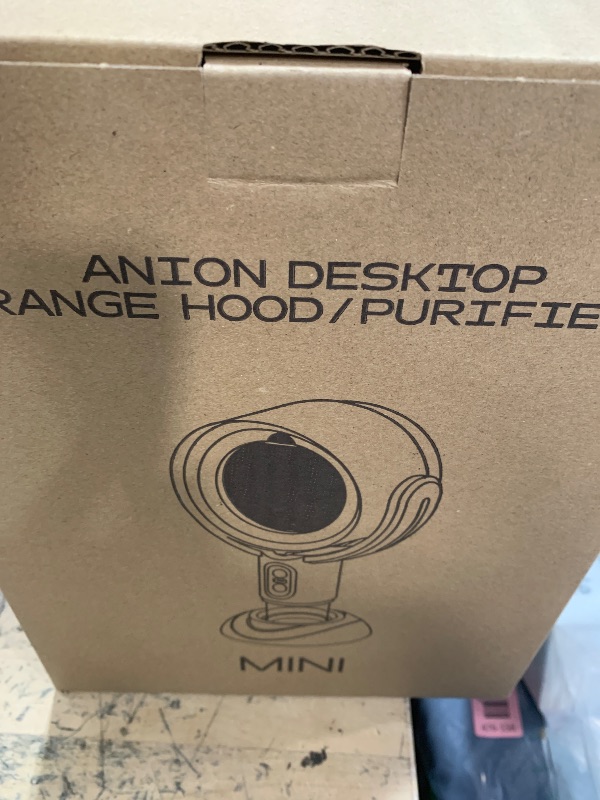 ANION DESKTOP
RANGE HOOD/PURIFIE
MINI